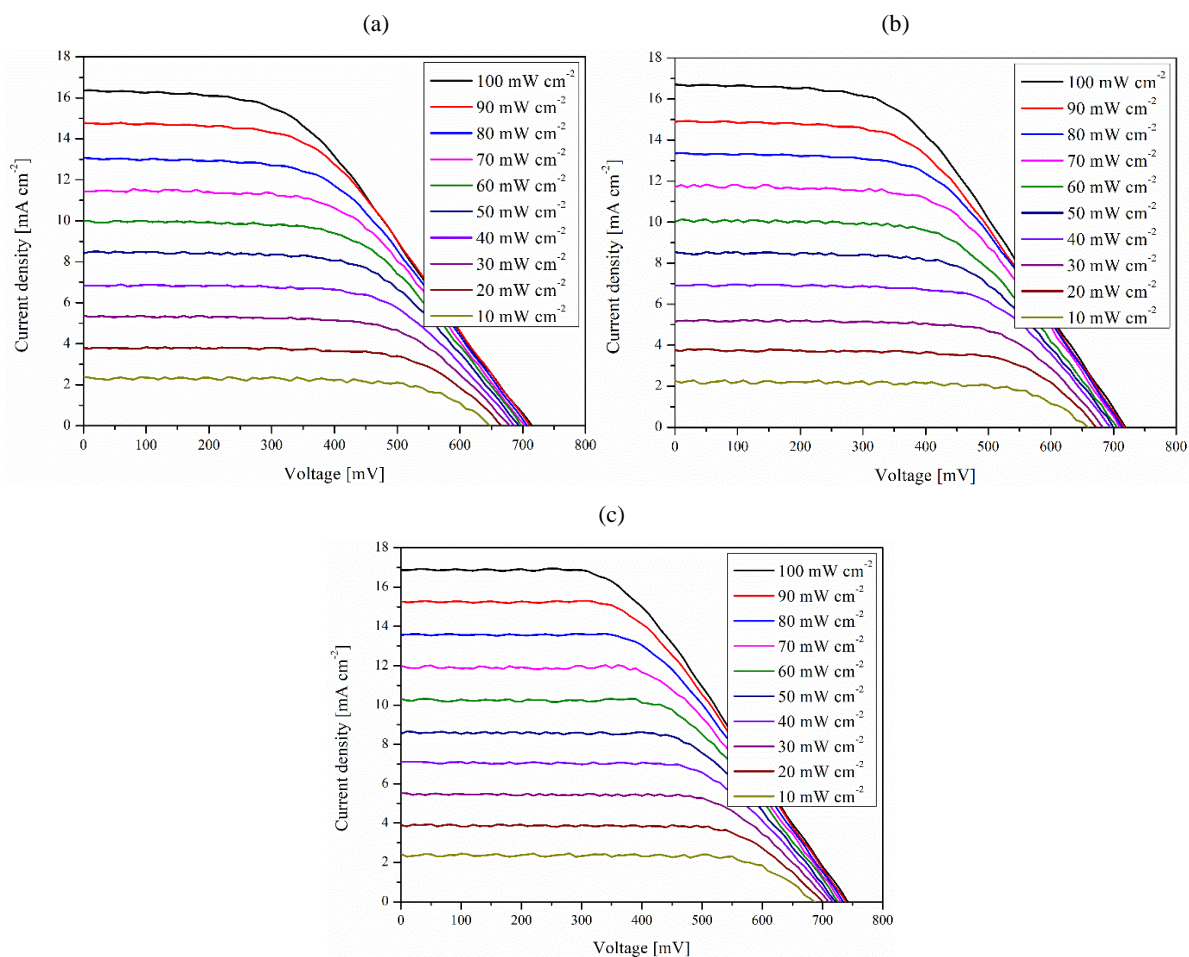 (a)
(b)
18
16
14
12
10
8
6
4
2
0
Current density [mA cm-2]
100 mW cm-2
90 mW cm-2
80 mW cm-2
70 mW cm-2
60 mW cm-2
50 mW cm-2
40 mW cm-2
30 mW cm-2
20 mW cm-2
10 mW cm-2
0 100 200 300 400 500 600 700 800
Voltage [mV]
18
16
14
12
10
8
6
4
2
0
Current density [mA cm-2]
100 mW cm-2
90 mW cm-2
80 mW cm-2
70 mW cm-2
60 mW cm-2
50 mW cm-2
40 mW cm-2
30 mW cm-2
20 mW cm-2
10 mW cm-2
0 100 200 300 400 500 600 700 800
Voltage [mV]
(c)
18
16
14
12
10
8
6
4
2
0
Current density [mA cm-2]
100 mW cm-2
90 mW cm-2
80 mW cm-2
70 mW cm-2
60 mW cm-2
50 mW cm-2
40 mW cm-2
30 mW cm-2
20 mW cm-2
10 mW cm-2
0 100 200 300 400 500 600 700 800
Voltage [mV]